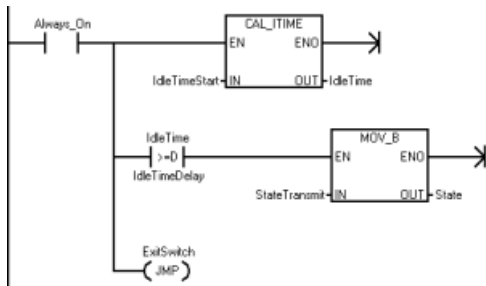 Always_On
CAL_ITIME
EN ENO
IdleTimeStart IN OUT IdleTime
IdleTime
>=D
IdleTimeDelay
MOV_B
EN ENO
StateTransmit IN OUT State
ExitSwitch
JMP